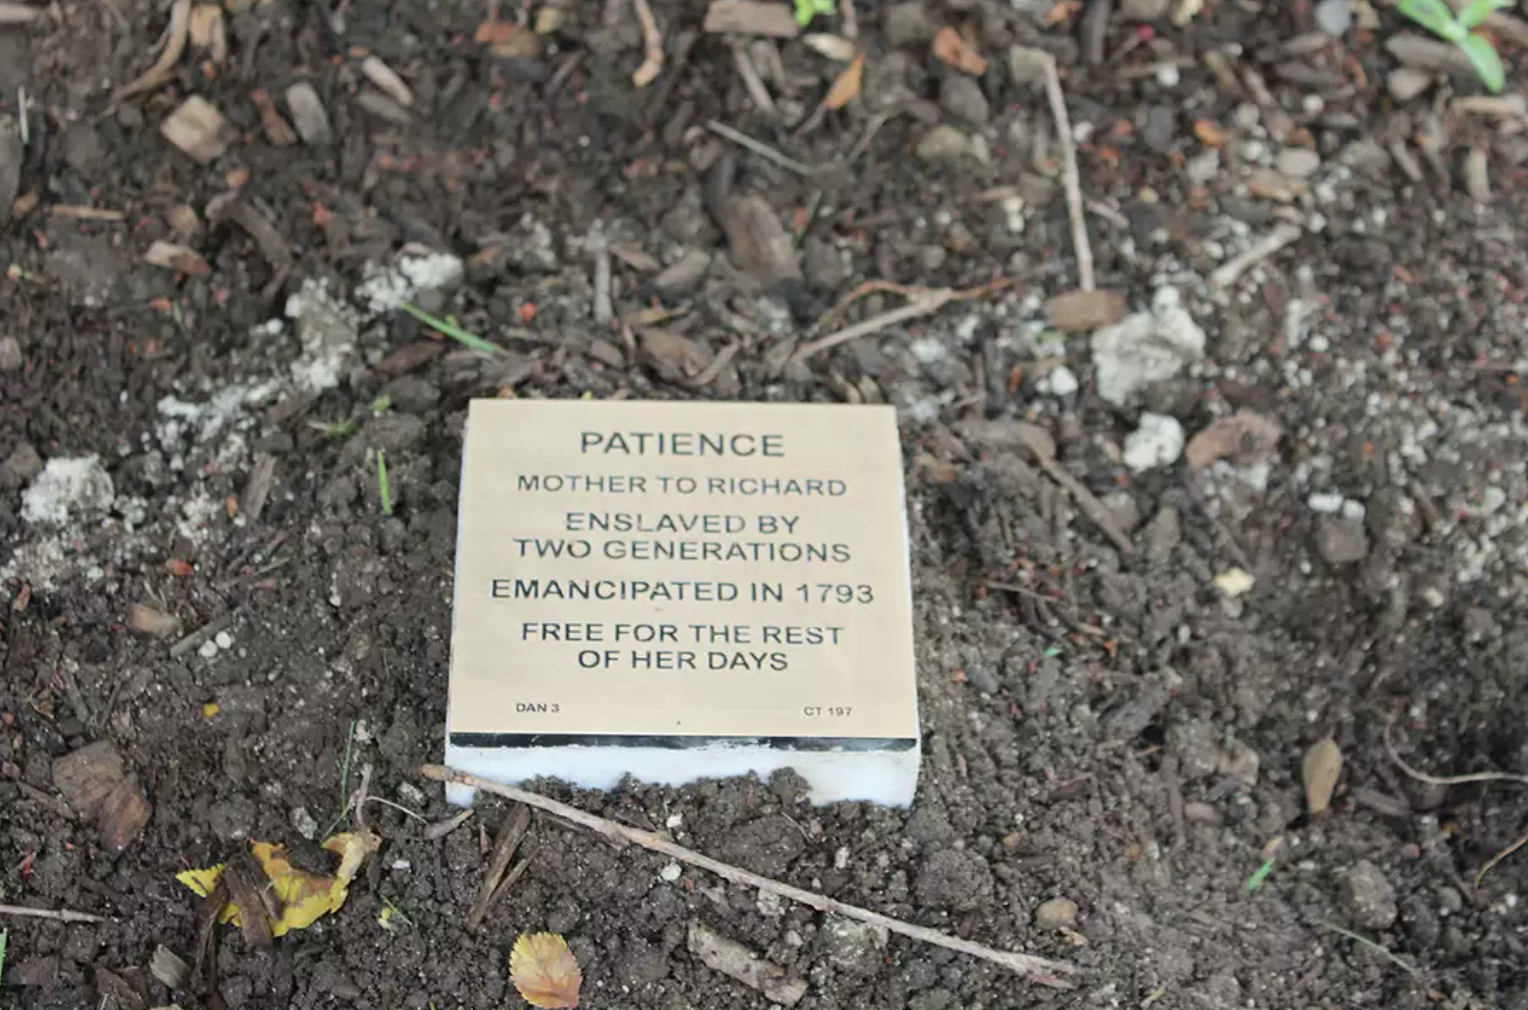 PATIENCE
MOTHER TO RICHARD
ENSLAVED BY
TWO GENERATIONS
EMANCIPATED IN 1793
FREE FOR THE REST
OF HER DAYS
DAN 3 CT 197